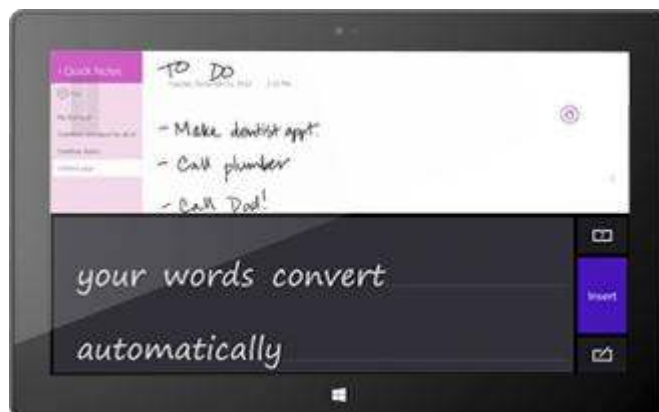 Quick Notes
TO DO
- Make dentist appt.
- Call plumber
- Call Dad!
your words convert
Insert
automatically